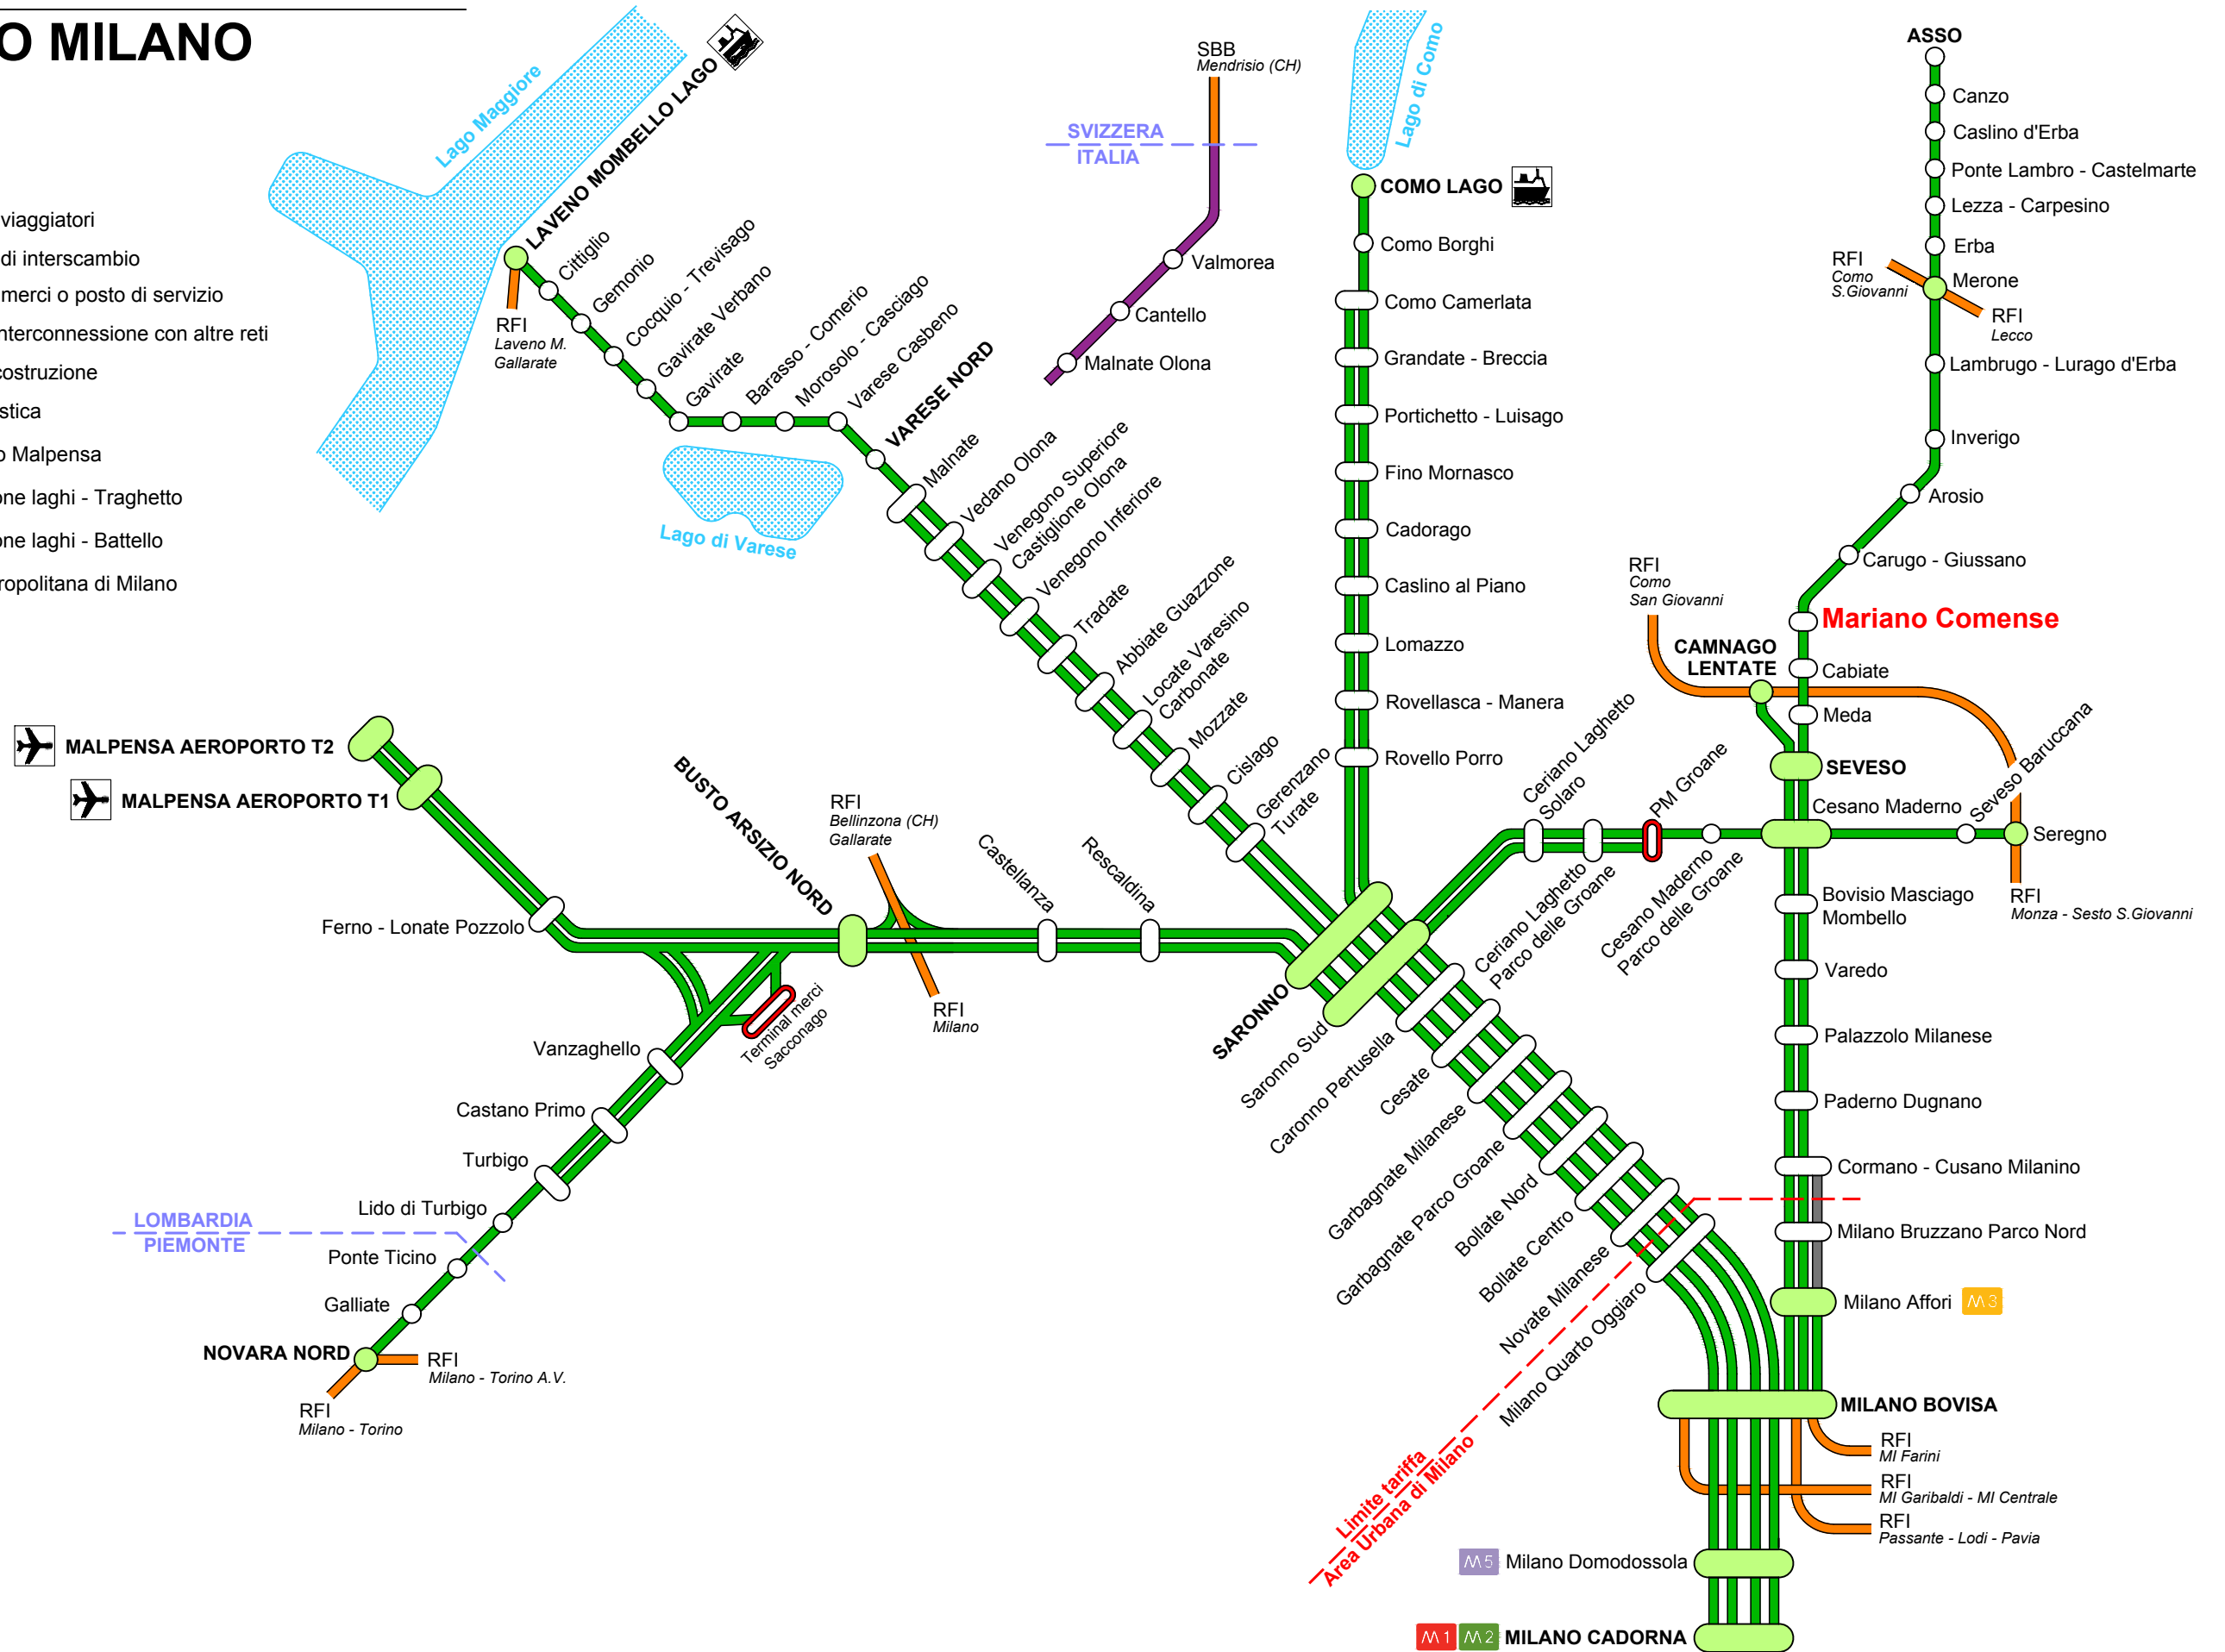 O MILANO
viaggiatori
di interscambio
merci o posto di servizio
nterconnessione con altre reti
costruzione
stica
o Malpensa
one laghi - Traghetto
one laghi - Battello
ropolitana di Milano
Lago Maggiore
LAVENO MOMBELLO LAGO
RFI
Laveno M.
Gallarate
Cittiglio
Gemonio
Cocquio - Trevisago
Gavirate Verbano
Gavirate
Barasso - Comerio
Morosolo - Casciago
Varese Casbeno
VARESE NORD
Lago di Varese
Malnate
Vedano Olona
Venegono Superiore
Castiglione Olona
Venegono Inferiore
Tradate
Abbiate Guazzone
Locate Varesino
Carbonate
Mozzate
Cislago
Gerenzano
Turate
SBB
Mendrisio (CH)
SVIZZERA
ITALIA
Valmorea
Cantello
Malnate Olona
Lago di Como
COMO LAGO
Como Borghi
Como Camerlata
Grandate - Breccia
Portichetto - Luisago
Fino Mornasco
Cadorago
Caslino al Piano
Lomazzo
Rovellasca - Manera
Rovello Porro
ASSO
Canzo
Caslino d'Erba
Ponte Lambro - Castelmarte
Lezza - Carpesino
Erba
RFI
Como
S.Giovanni
Merone
RFI
Lecco
Lambrugo - Lurago d'Erba
Inverigo
Arosio
Carugo - Giussano
Mariano Comense
RFI
Como
San Giovanni
CAMNAGO
LENTATE
Cabiate
Meda
SEVESO
Cesano Maderno
Seveso Baruccana
Seregno
RFI
Monza - Sesto S.Giovanni
Ceriano Laghetto
Solaro
PM Groane
Ceriano Laghetto
Parco delle Groane
Cesano Maderno
Parco delle Groane
Bovisio Masciago
Mombello
Varedo
Palazzolo Milanese
Paderno Dugnano
Cormano - Cusano Milanino
Milano Bruzzano Parco Nord
Milano Affori
M3
MALPENSA AEROPORTO T2
MALPENSA AEROPORTO T1
Ferno - Lonate Pozzolo
BUSTO ARSIZIO NORD
RFI
Bellinzona (CH)
Gallarate
RFI
Milano
Castellanza
Rescaldina
Terminal merci
Sacconago
Vanzaghello
Castano Primo
Turbigo
Lido di Turbigo
LOMBARDIA
PIEMONTE
Ponte Ticino
Galliate
NOVARA NORD
RFI
Milano - Torino A.V.
RFI
Milano - Torino
SARONNO
Saronno Sud
Caronno Pertusella
Cesate
Garbagnate Milanese
Garbagnate Parco Groane
Bollate Nord
Bollate Centro
Novate Milanese
Milano Quarto Oggiaro
Limite tariffa
Area Urbana di Milano
MILANO BOVISA
RFI
MI Farini
RFI
MI Garibaldi - MI Centrale
RFI
Passante - Lodi - Pavia
M5 Milano Domodossola
M1 M2 MILANO CADORNA